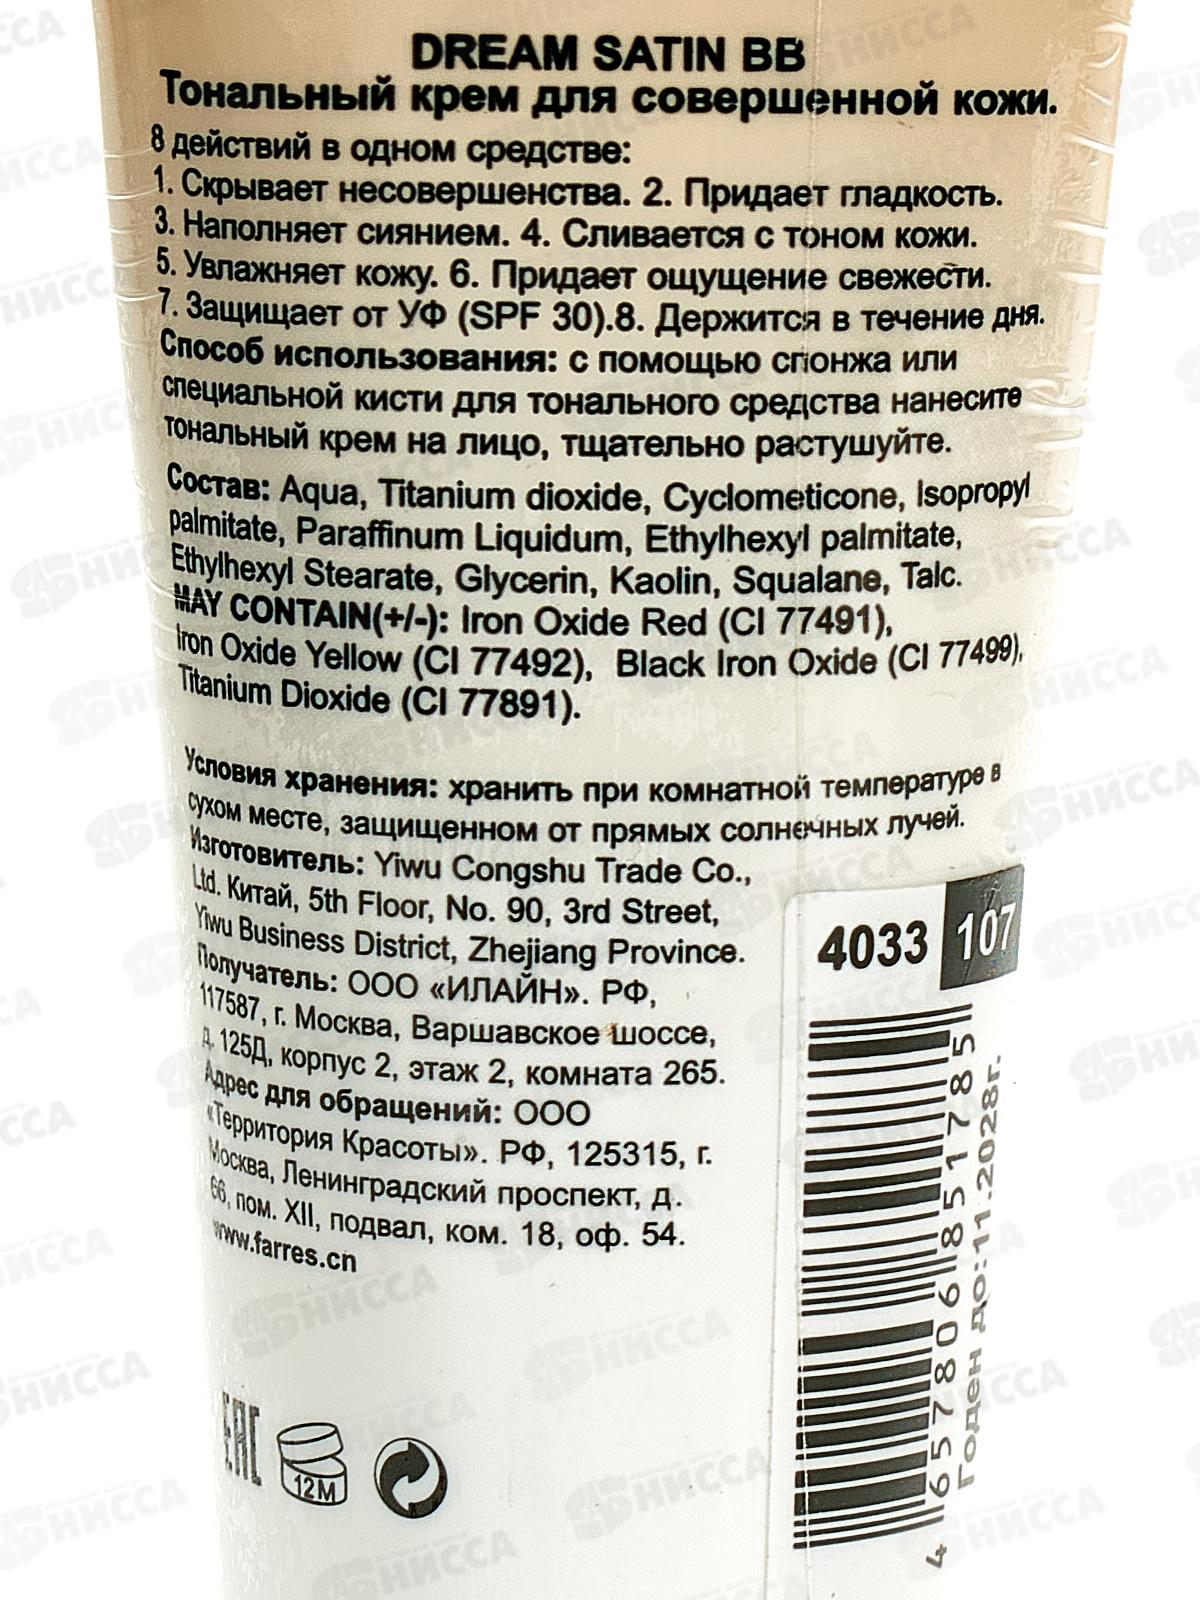 DREAM SATIN BB
Тональный крем для совершенной кожи.
8 действий в одном средстве:
1. Скрывает несовершенства. 2. Придает гладкость.
3. Наполняет сиянием. 4. Сливается с тоном кожи.
5. Увлажняет кожу. 6. Придает ощущение свежести.
7. Защищает от УФ (SPF 30).8. Держится в течение дня.
Способ использования: с помощью спонжа или
специальной кисти для тонального средства нанесите
тональный крем на лицо, тщательно растушуйте.
Состав: Aqua, Titanium dioxide, Cyclometicone, Isopropyl
palmitate, Paraffinum Liquidum, Ethylhexyl palmitate,
Ethylhexyl Stearate, Glycerin, Kaolin, Squalane, Talc.
MAY CONTAIN(+/-): Iron Oxide Red (CI 77491),
Iron Oxide Yellow (CI 77492), Black Iron Oxide (CI 77499),
Titanium Dioxide (CI 77891).
Условия хранения: хранить при комнатной температуре в
сухом месте, защищенном от прямых солнечных лучей.
Изготовитель: Yiwu Congshu Trade Co.,
Ltd. Китай, 5th Floor, No. 90, 3rd Street,
Yiwu Business District, Zhejiang Province.
Получатель: ООО «ИЛАЙН». РФ,
117587, г. Москва, Варшавское шоссе,
д. 125Д, корпус 2, этаж 2, комната 265.
Адрес для обращений: ООО
«Территория Красоты». РФ, 125315, г.
Москва, Ленинградский проспект, д.
66, пом. XII, подвал, ком. 18, оф. 54.
www.farres.cn
4033 107
4 657806 851785
Годен до:11.2028г.
EAC
12M
НИССА